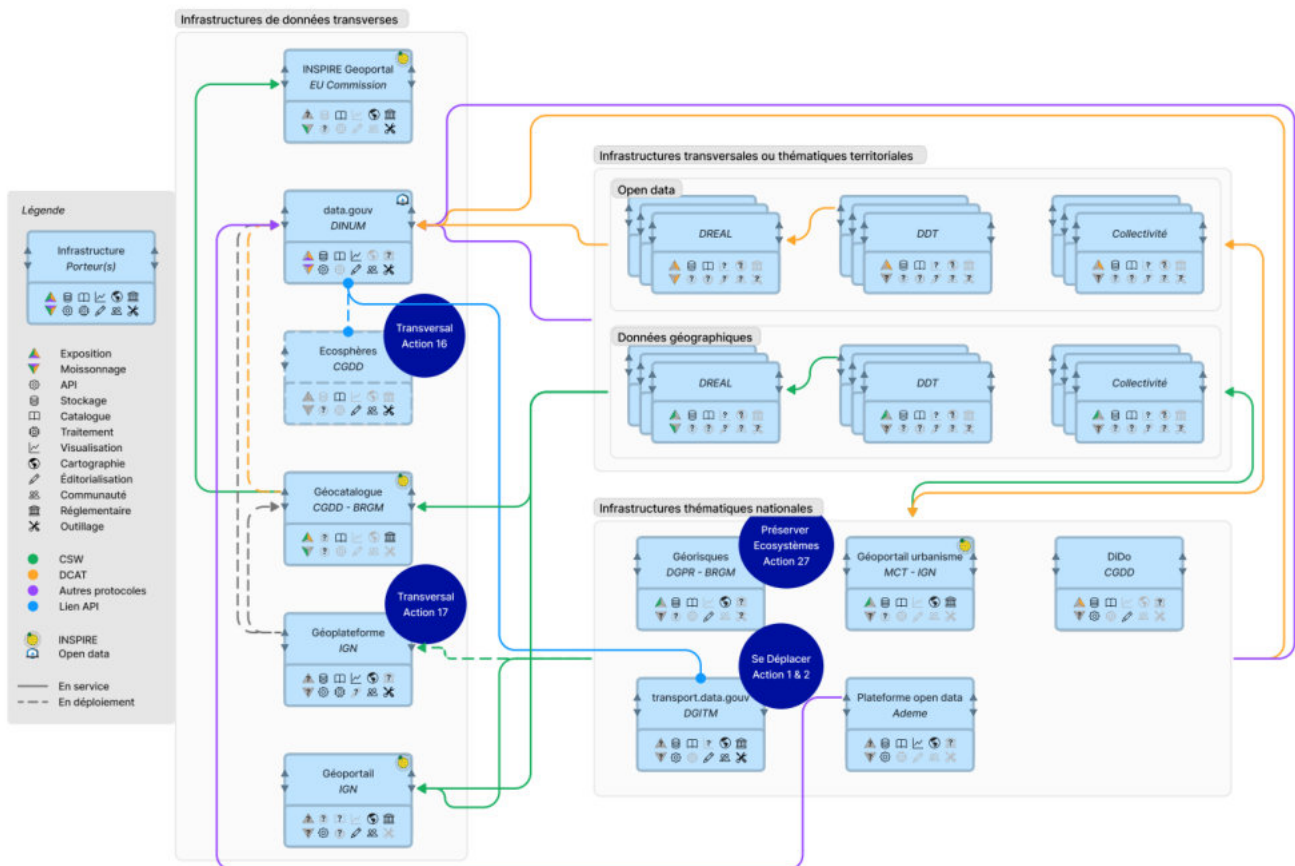 Infrastructures de données transverses
INSPIRE Geoportal
EU Commission
data.gouv
DINUM
Transversal
Action 16
Ecosphères
CGDD
Géocatalogue
CGDD - BRGM
Transversal
Action 17
Géoplateforme
IGN
Géoportail
IGN
Légende
Infrastructure
Porteur(s)
Exposition
Moissonnage
API
Stockage
Catalogue
Traitement
Visualisation
Cartographie
Éditorialisation
Communauté
Réglementaire
Outillage
CSW
DCAT
Autres protocoles
Lien API
INSPIRE
Open data
En service
En déploiement
Infrastructures transversales ou thématiques territoriales
Open data
DREAL
DDT
Collectivité
Données géographiques
DREAL
DDT
Collectivité
Infrastructures thématiques nationales
Géorisques
DGPR - BRGM
Préserver
Ecosystèmes
Action 27
Géoportail urbanisme
MCT - IGN
DiDo
CGDD
Se Déplacer
Action 1 & 2
transport.data.gouv
DGITM
Plateforme open data
Ademe